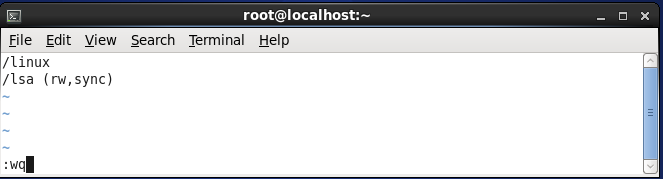 root@localhost:~
File Edit View Search Terminal Help
/linux
/lsa (rw,sync)
~
~
~
~
:wq